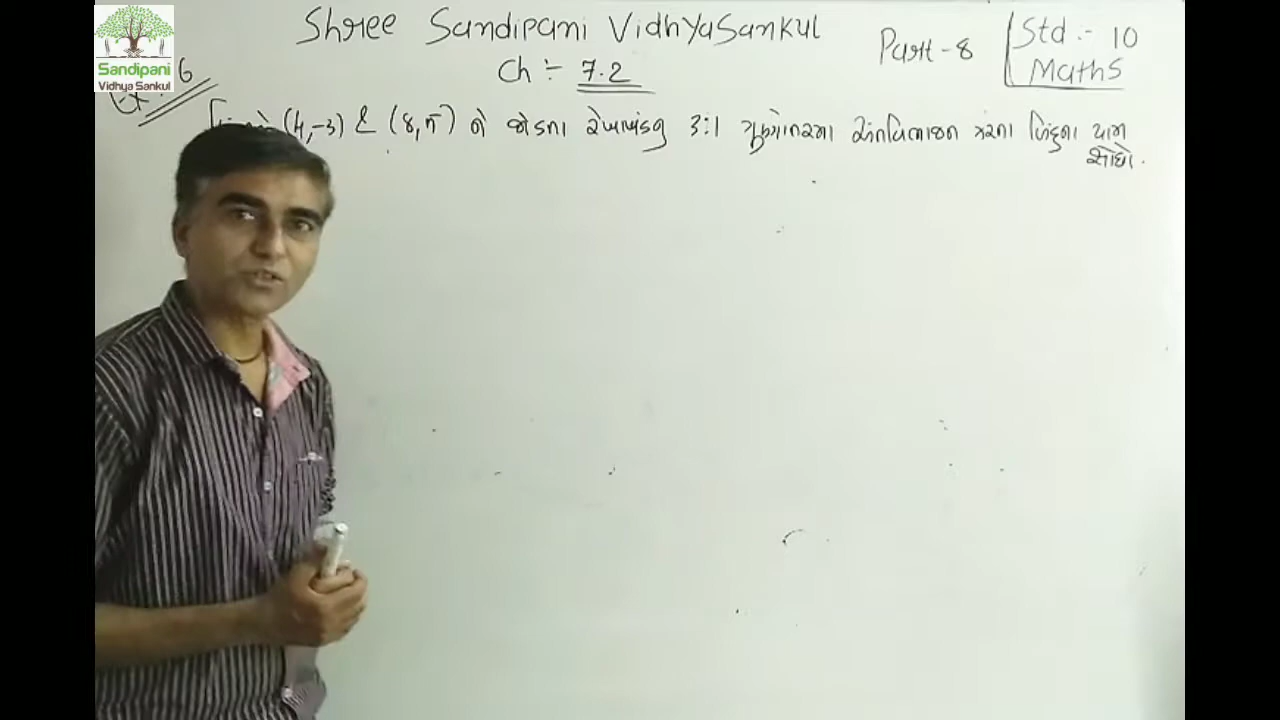 Sandipani
Vidhya Sankul
Shree Sandipani VidhYaSankul
Ch :- 7.2
Part - 8
Std :- 10
Maths
Ex. 6
(4,-3) & (8,5) ને જોડતા રેખાખંડનું 3:1 ગુણોત્તરમાં અંતઃવિભાજન કરતા બિંદુના યામ
શોધો.